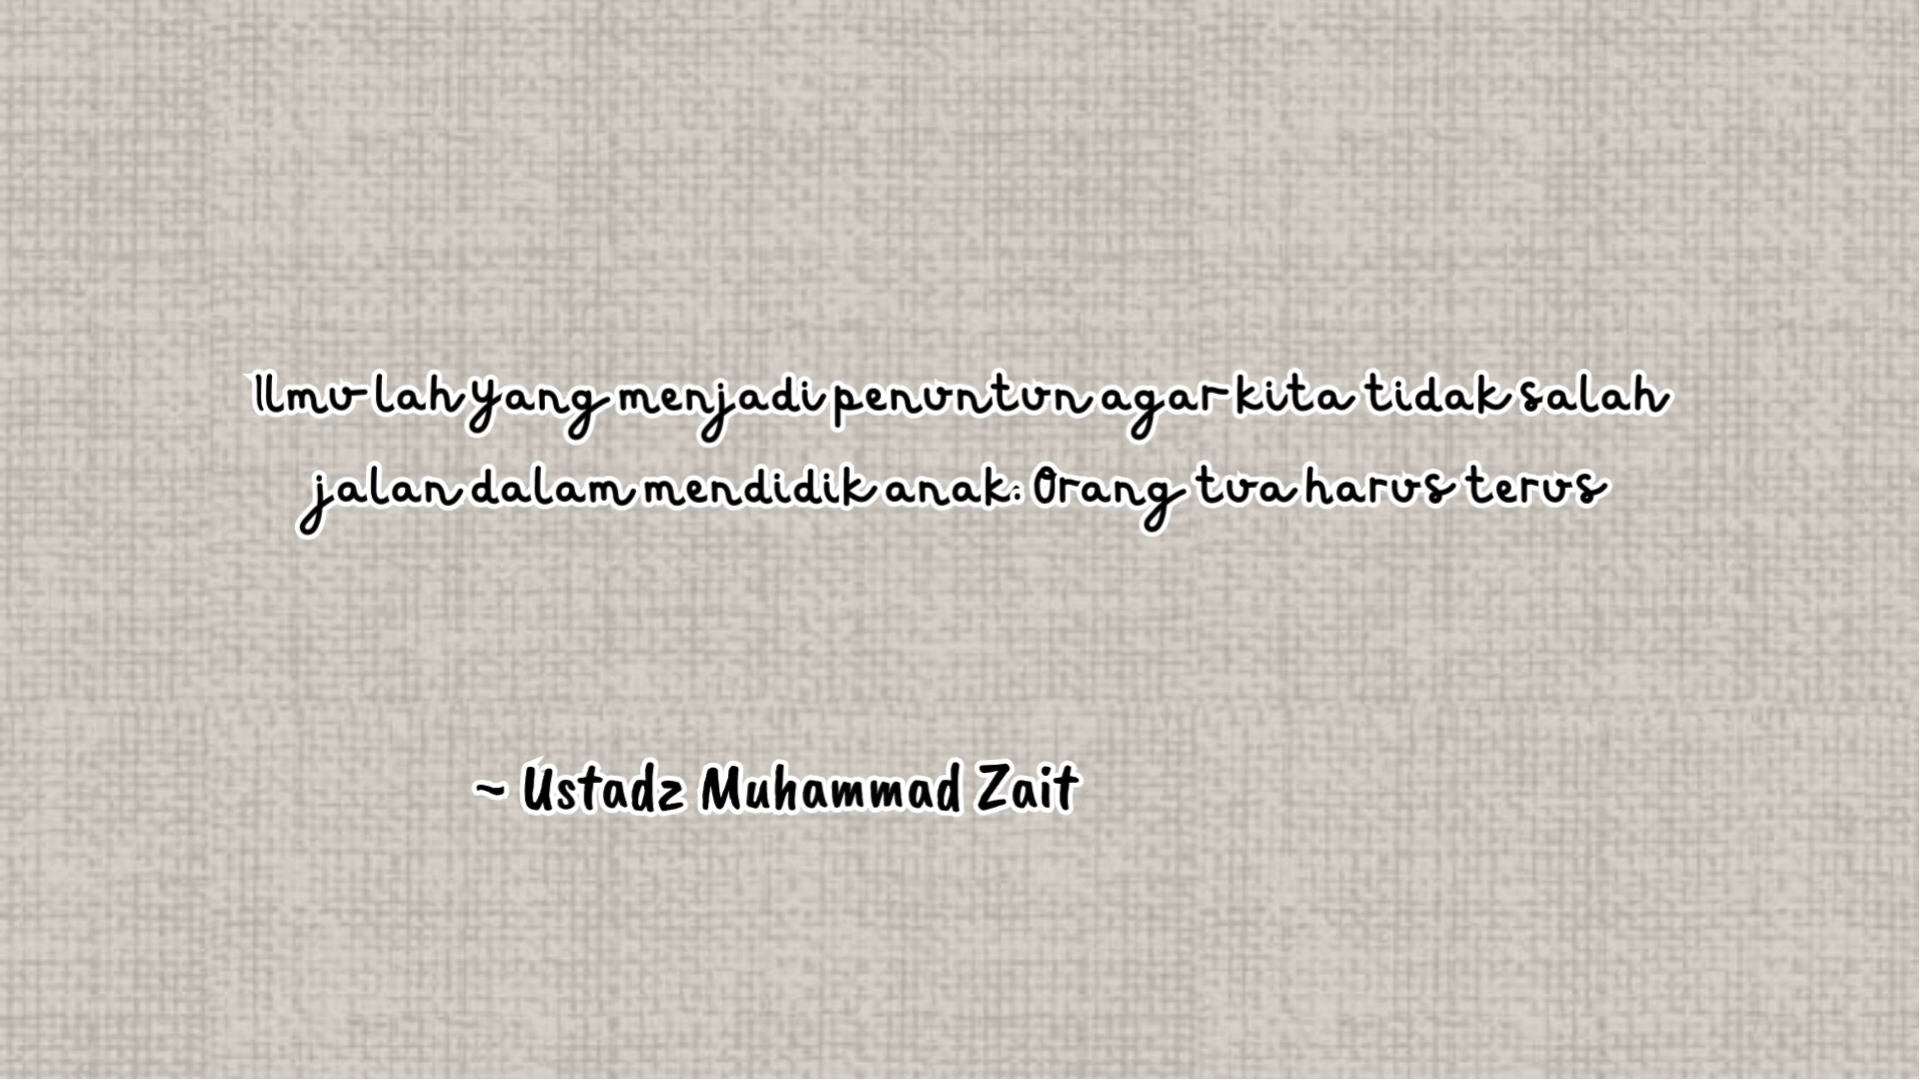 Ilmu lah Yang menjadi penuntun agar kita tidak salah
jalan dalam mendidik anak. Orang tua harus terus
~ Ustadz Muhammad Zait